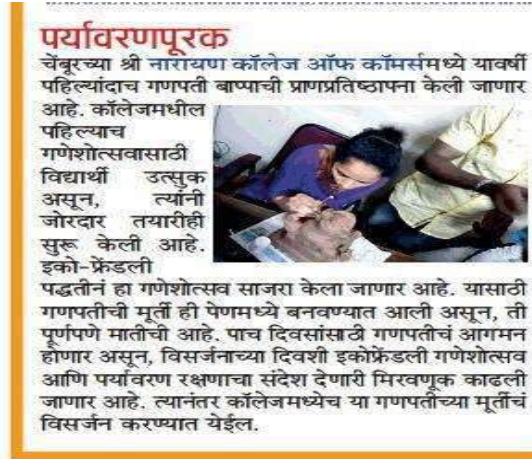 पर्यावरणपूरक
चेंबूरच्या श्री नारायण कॉलेज ऑफ कॉमर्समध्ये यावर्षी
पहिल्यांदाच गणपती बाप्पाची प्राणप्रतिष्ठापना केली जाणार
आहे. कॉलेजमधील
पहिल्याच
गणेशोत्सवासाठी
विद्यार्थी उत्सुक
असून, त्यांनी
जोरदार तयारीही
सुरू केली आहे.
इको-फ्रेंडली
पद्धतीनं हा गणेशोत्सव साजरा केला जाणार आहे. यासाठी
गणपतीची मूर्ती ही पेणमध्ये बनवण्यात आली असून, ती
पूर्णपणे मातीची आहे. पाच दिवसांसाठी गणपतीचं आगमन
होणार असून, विसर्जनाच्या दिवशी इकोफ्रेंडली गणेशोत्सव
आणि पर्यावरण रक्षणाचा संदेश देणारी मिरवणूक काढली
जाणार आहे. त्यानंतर कॉलेजमध्येच या गणपतीच्या मूर्तीचं
विसर्जन करण्यात येईल.